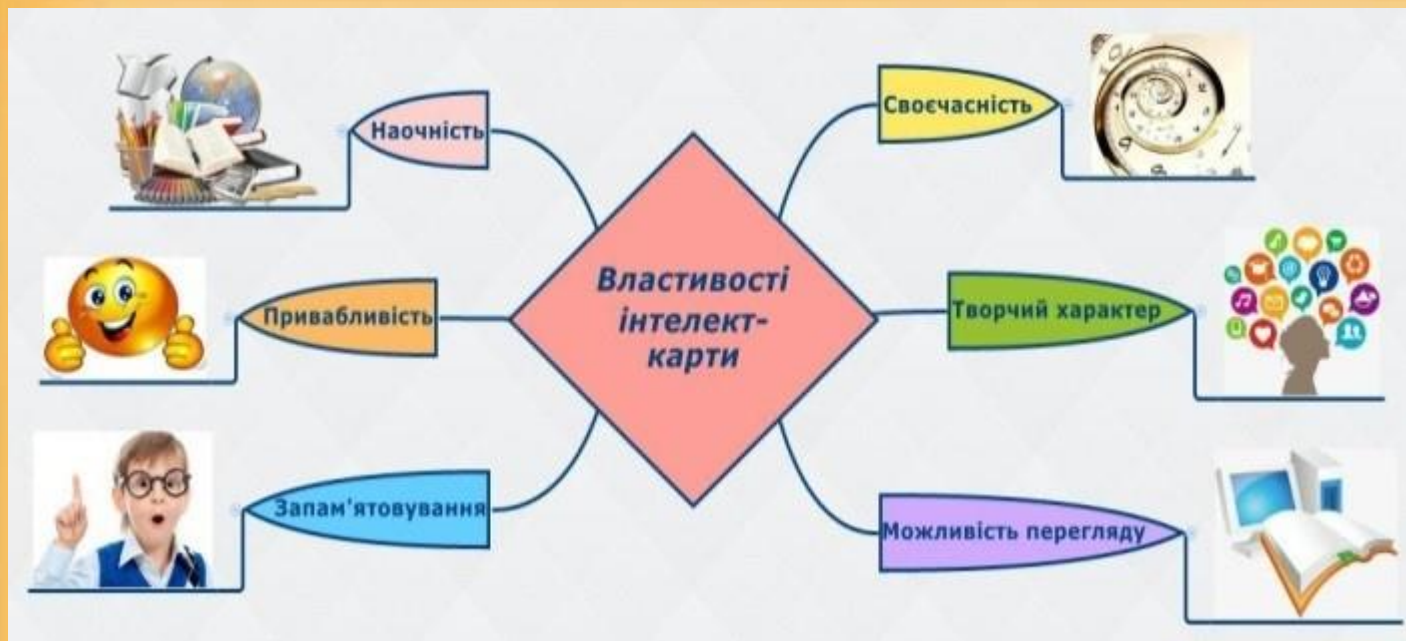 Наочність
Привабливість
Запам'ятовування
Властивості
інтелект-
карти
Своєчасність
Творчий характер
Можливість перегляду